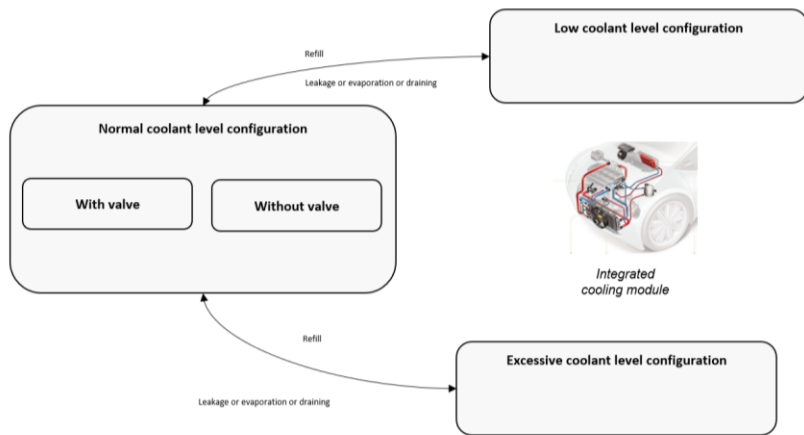 Low coolant level configuration
Refill
Leakage or evaporation or draining
Normal coolant level configuration
With valve
Without valve
Integrated
cooling module
Refill
Excessive coolant level configuration
Leakage or evaporation or draining